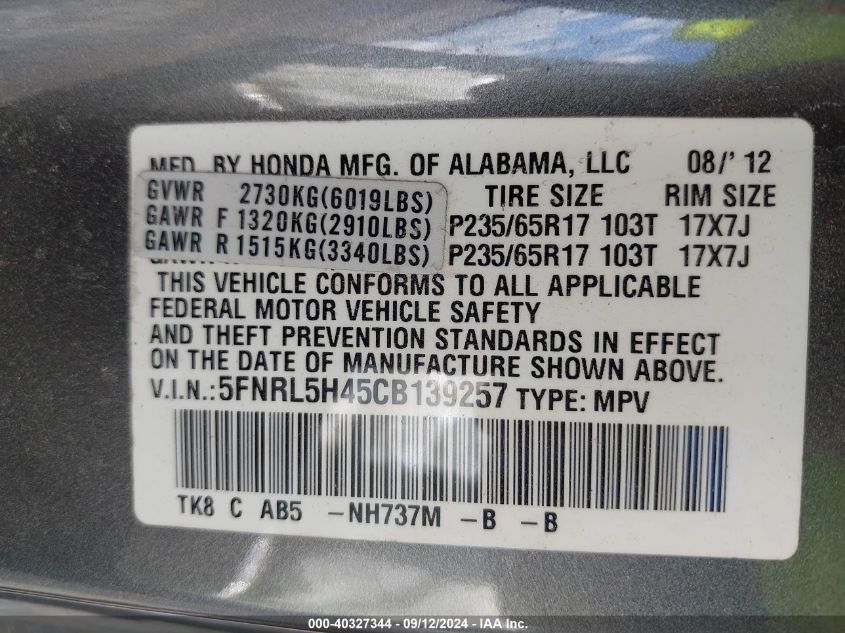 MFD. BY HONDA MFG. OF ALABAMA, LLC 08/' 12
GVWR 2730KG(6019LBS) TIRE SIZE RIM SIZE
GAWR F 1320KG(2910LBS) P235/65R17 103T 17X7J
GAWR R 1515KG(3340LBS) P235/65R17 103T 17X7J
THIS VEHICLE CONFORMS TO ALL APPLICABLE
FEDERAL MOTOR VEHICLE SAFETY
AND THEFT PREVENTION STANDARDS IN EFFECT
ON THE DATE OF MANUFACTURE SHOWN ABOVE.
V.I.N.:5FNRL5H45CB139257 TYPE: MPV
TK8 C AB5 -NH737M -B -B
000-40327344 - 09/12/2024 - IAAI INC.